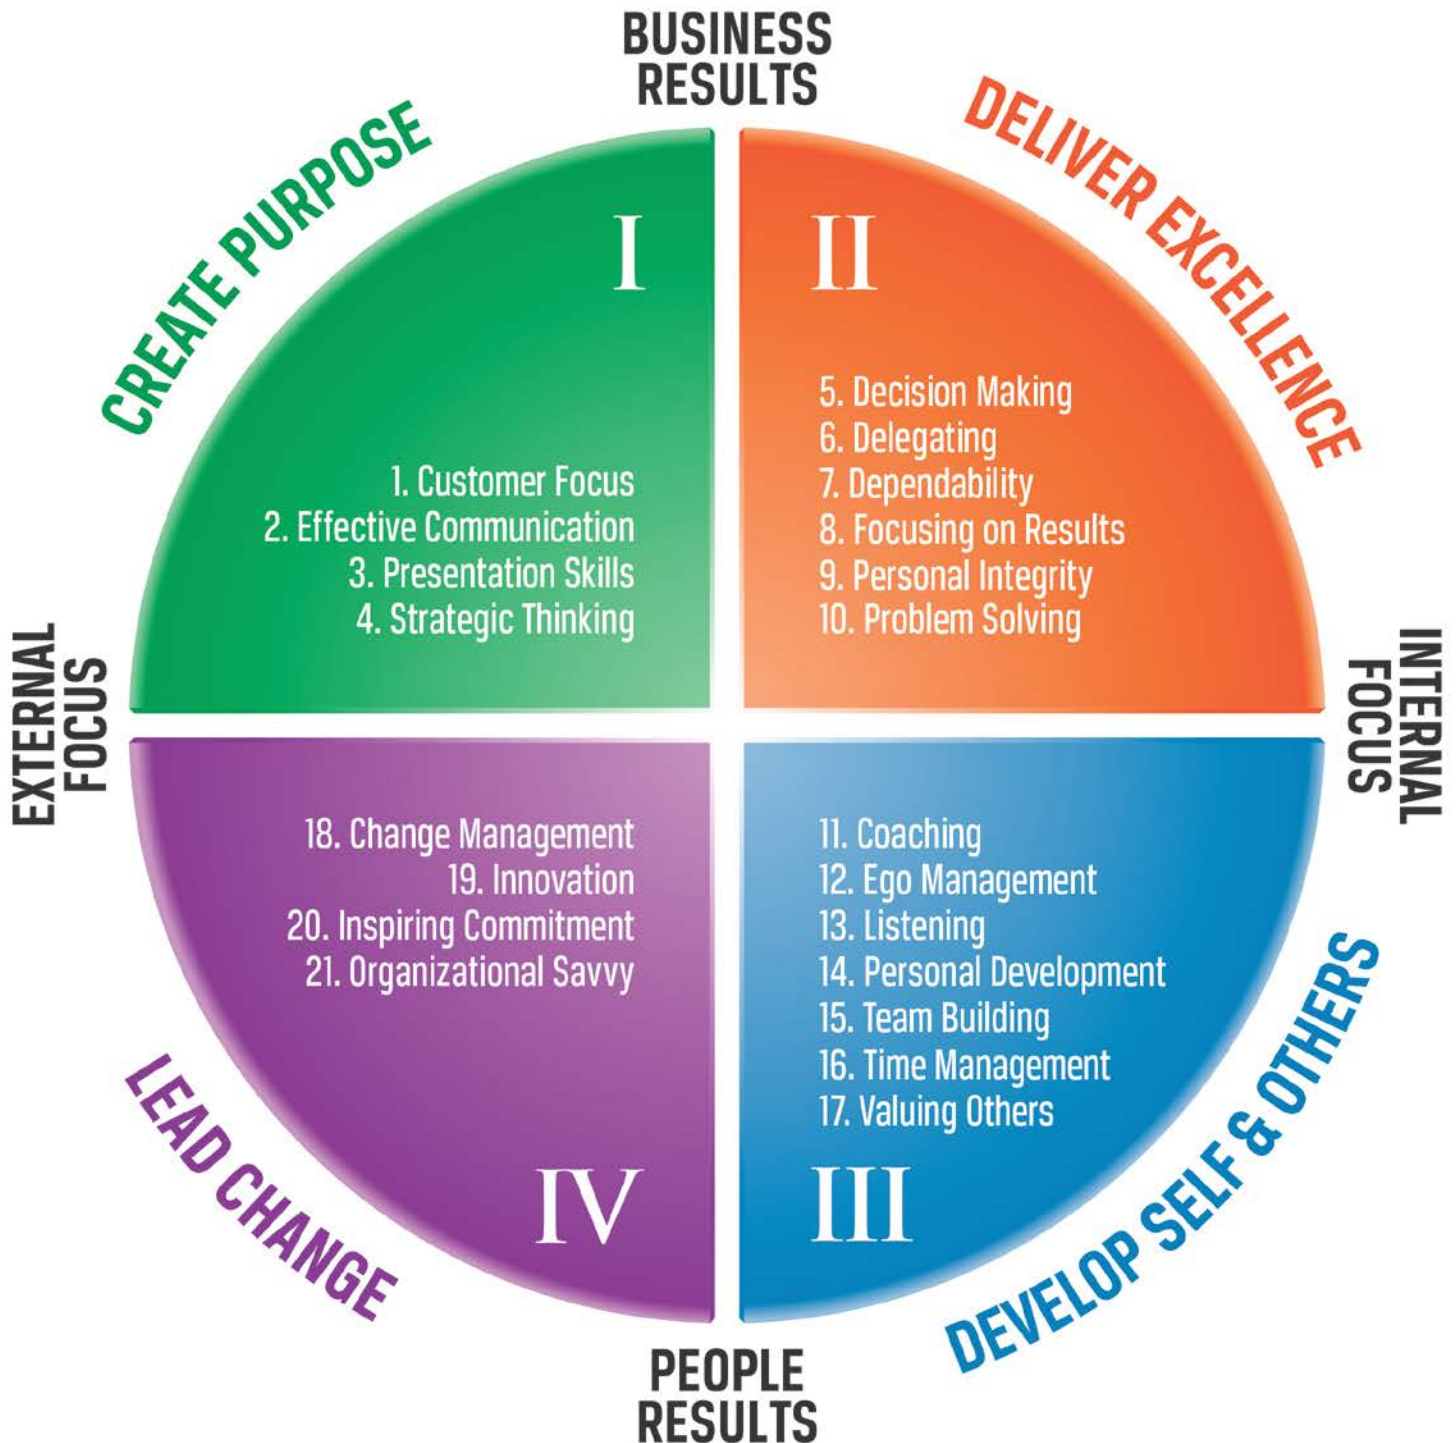 BUSINESS
RESULTS
CREATE PURPOSE
DELIVER EXCELLENCE
I
1. Customer Focus
2. Effective Communication
3. Presentation Skills
4. Strategic Thinking
II
5. Decision Making
6. Delegating
7. Dependability
8. Focusing on Results
9. Personal Integrity
10. Problem Solving
EXTERNAL
FOCUS
INTERNAL
FOCUS
18. Change Management
19. Innovation
20. Inspiring Commitment
21. Organizational Savvy
IV
11. Coaching
12. Ego Management
13. Listening
14. Personal Development
15. Team Building
16. Time Management
17. Valuing Others
III
LEAD CHANGE
DEVELOP SELF & OTHERS
PEOPLE
RESULTS